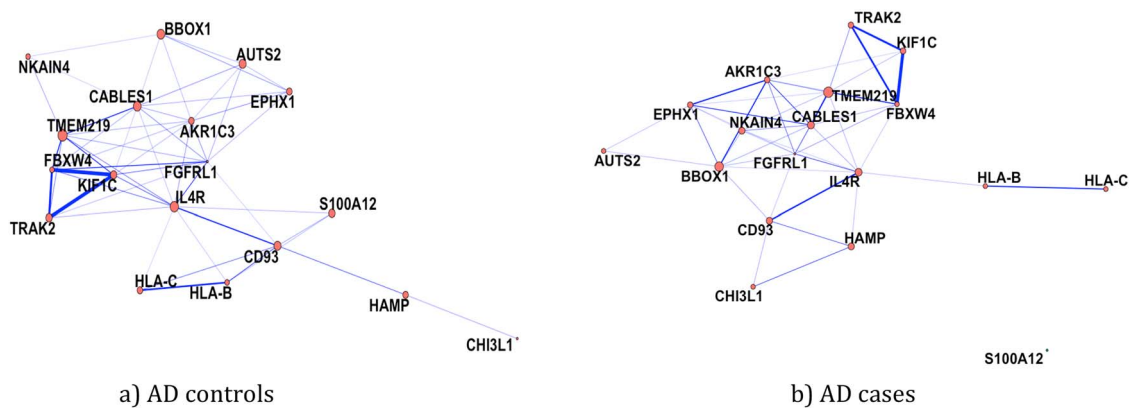 BBOX1
NKAIN4
AUTS2
EPHX1
CABLES1
AKR1C3
TMEM219
FBXW4
FGFRL1
KIF1C
IL4R
TRAK2
S100A12
CD93
HLA-C
HLA-B
HAMP
CHI3L1
a) AD controls
TRAK2
KIF1C
AKR1C3
TMEM219
EPHX1
FBXW4
NKAIN4
CABLES1
AUTS2
FGFRL1
BBOX1
IL4R
HLA-B
HLA-C
CD93
HAMP
CHI3L1
S100A12
b) AD cases